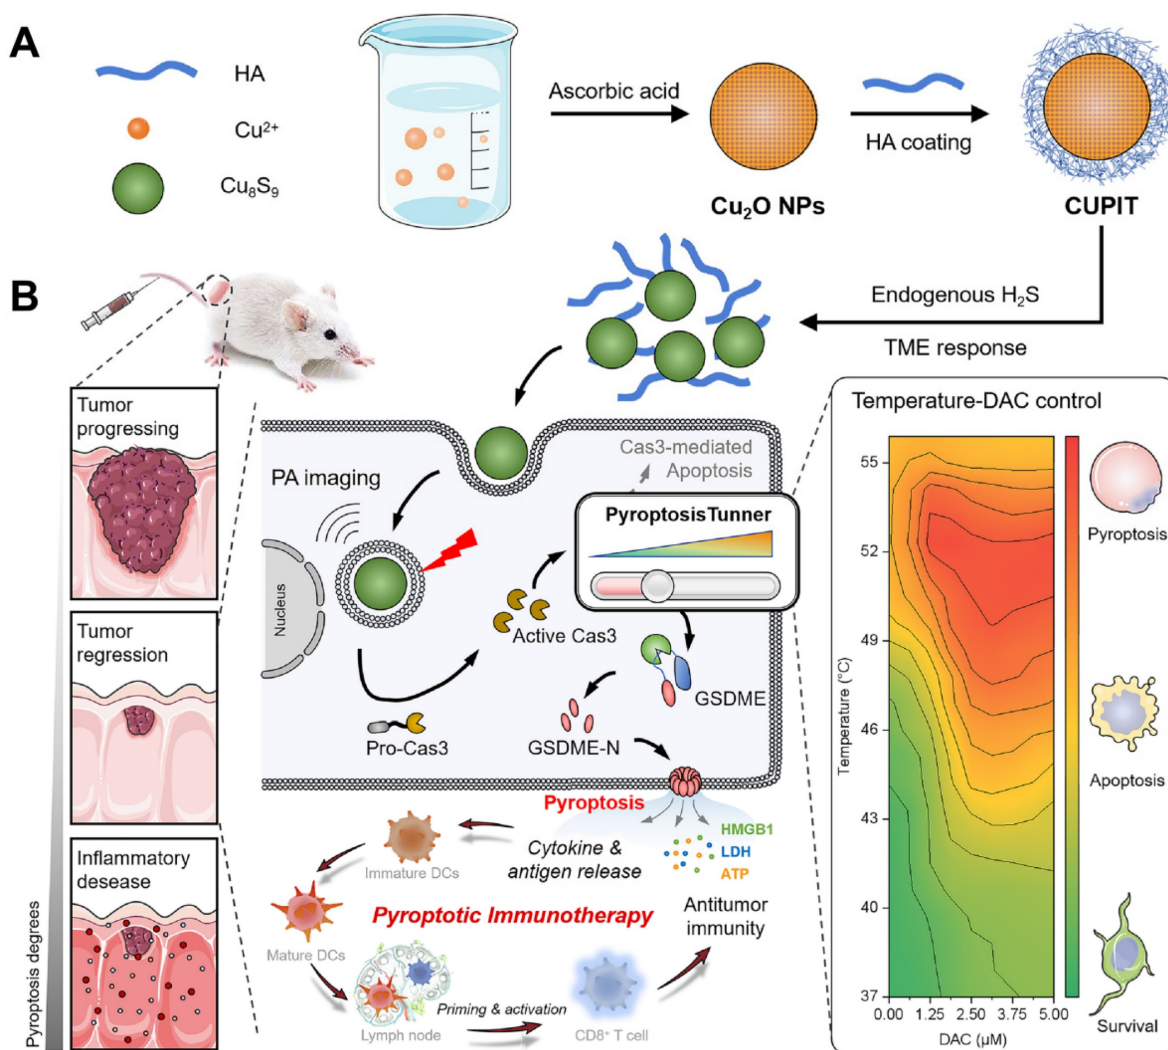 A
HA
Cu²⁺
Cu₈S₉
Ascorbic acid
Cu₂O NPs
HA coating
CUPIT
Endogenous H₂S
TME response
B
Tumor
progressing
Tumor
regression
Inflammatory
desease
Pyroptosis degrees
PA imaging
Nucleus
Cas3-mediated
Apoptosis
PyroptosisTunner
Active Cas3
Pro-Cas3
GSDME
GSDME-N
Pyroptosis
HMGB1
LDH
ATP
Cytokine &
antigen release
Immature DCs
Mature DCs
Pyroptotic Immunotherapy
Lymph node
Priming & activation
CD8⁺ T cell
Antitumor
immunity
Temperature-DAC control
Temperature (°C)
55
52
49
46
43
40
37
0.00 1.25 2.50 3.75 5.00
DAC (μM)
Pyroptosis
Apoptosis
Survival